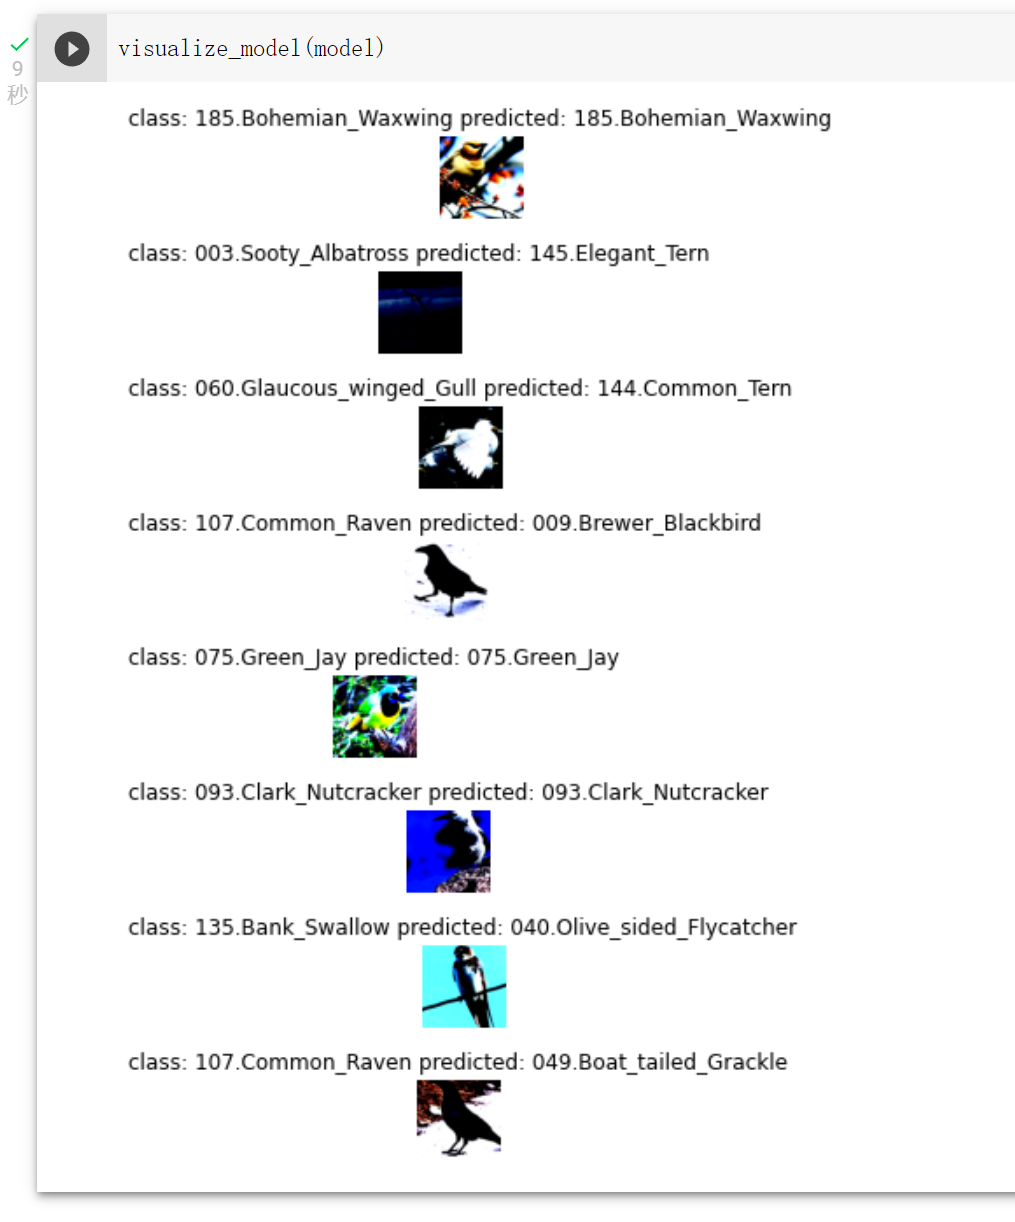 visualize_model(model)
9
秒
class: 185.Bohemian_Waxwing predicted: 185.Bohemian_Waxwing
class: 003.Sooty_Albatross predicted: 145.Elegant_Tern
class: 060.Glaucous_winged_Gull predicted: 144.Common_Tern
class: 107.Common_Raven predicted: 009.Brewer_Blackbird
class: 075.Green_Jay predicted: 075.Green_Jay
class: 093.Clark_Nutcracker predicted: 093.Clark_Nutcracker
class: 135.Bank_Swallow predicted: 040.Olive_sided_Flycatcher
class: 107.Common_Raven predicted: 049.Boat_tailed_Grackle